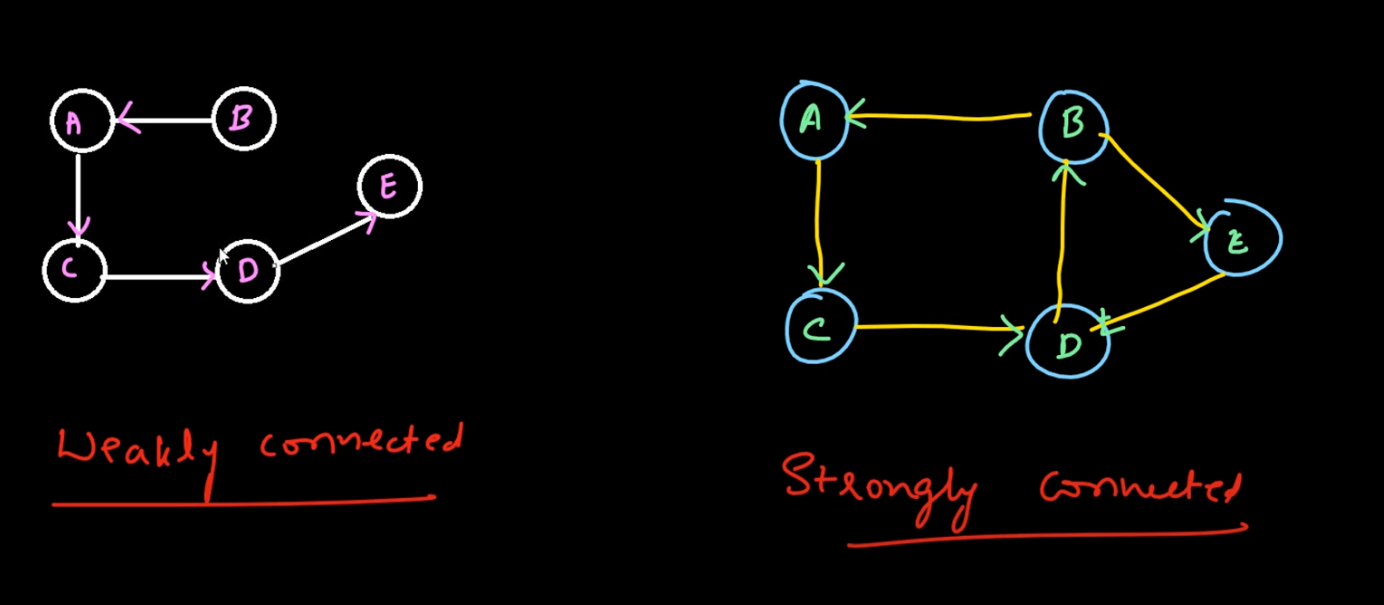 A B
E
C D
Weakly connected
A B
E
C D
Strongly connected